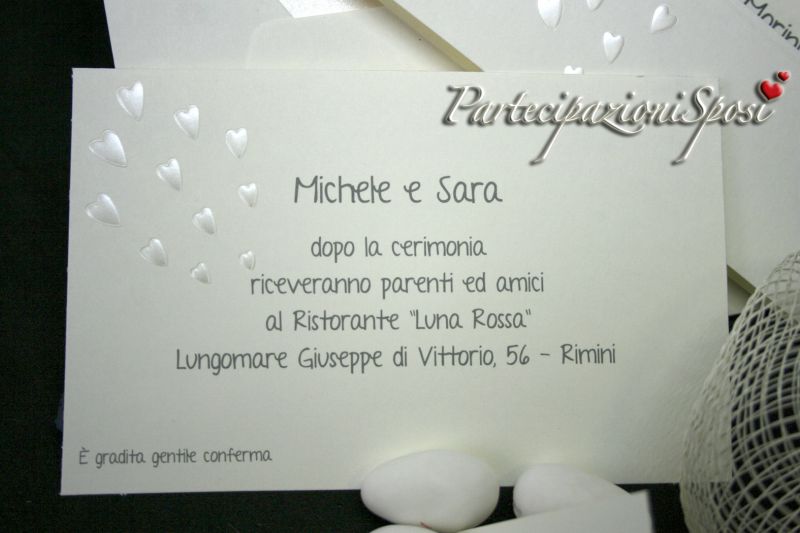 Marin
PartecipazioniSposi
Michele e Sara
dopo la cerimonia
riceveranno parenti ed amici
al Ristorante "Luna Rossa"
Lungomare Giuseppe di Vittorio, 56 - Rimini
È gradita gentile conferma